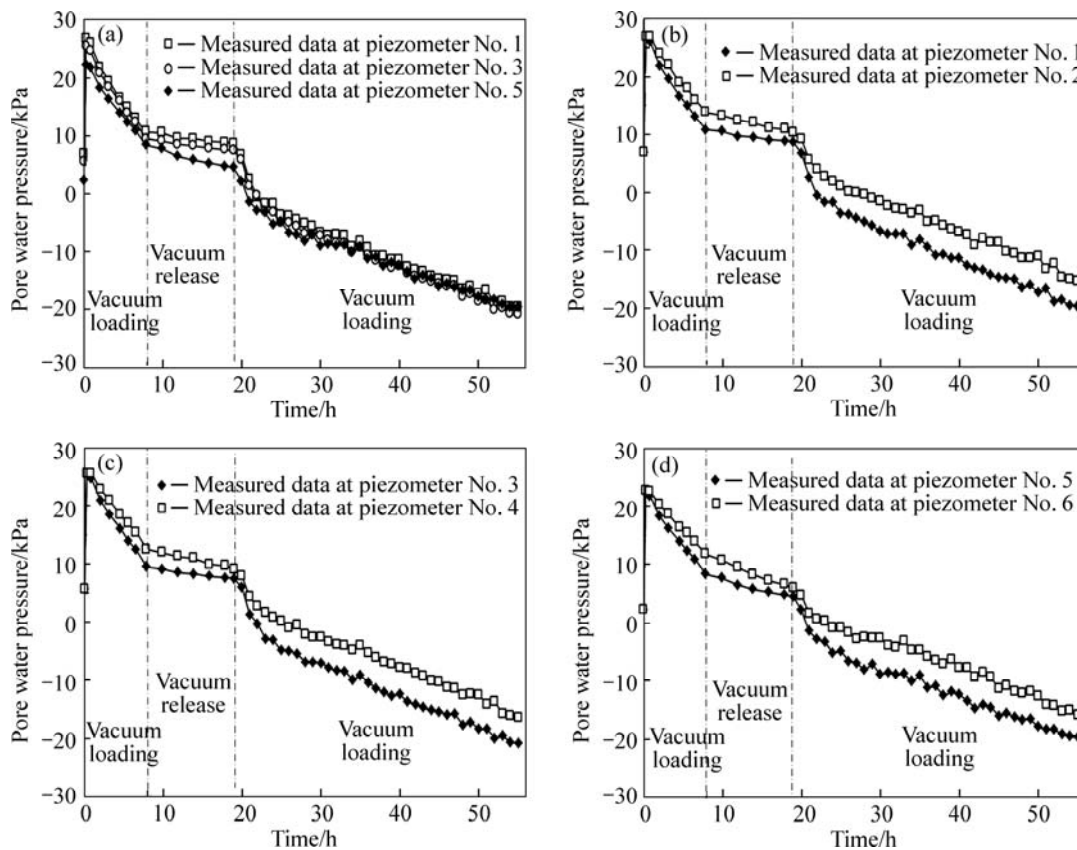 (a)
Measured data at piezometer No. 1
Measured data at piezometer No. 3
Measured data at piezometer No. 5
Pore water pressure/kPa
30
20
10
0
−10
−20
−30
Vacuum loading
Vacuum release
Vacuum loading
0 10 20 30 40 50
Time/h
(b)
Measured data at piezometer No. 1
Measured data at piezometer No. 2
Pore water pressure/kPa
30
20
10
0
−10
−20
−30
Vacuum
loading
Vacuum
release
Vacuum
loading
0 10 20 30 40 50
Time/h
(c)
Measured data at piezometer No. 3
Measured data at piezometer No. 4
Pore water pressure/kPa
30
20
10
0
−10
−20
−30
Vacuum
loading
Vacuum
release
Vacuum
loading
0 10 20 30 40 50
Time/h
(d)
Measured data at piezometer No. 5
Measured data at piezometer No. 6
Pore water pressure/kPa
30
20
10
0
−10
−20
−30
Vacuum
loading
Vacuum
release
Vacuum
loading
0 10 20 30 40 50
Time/h